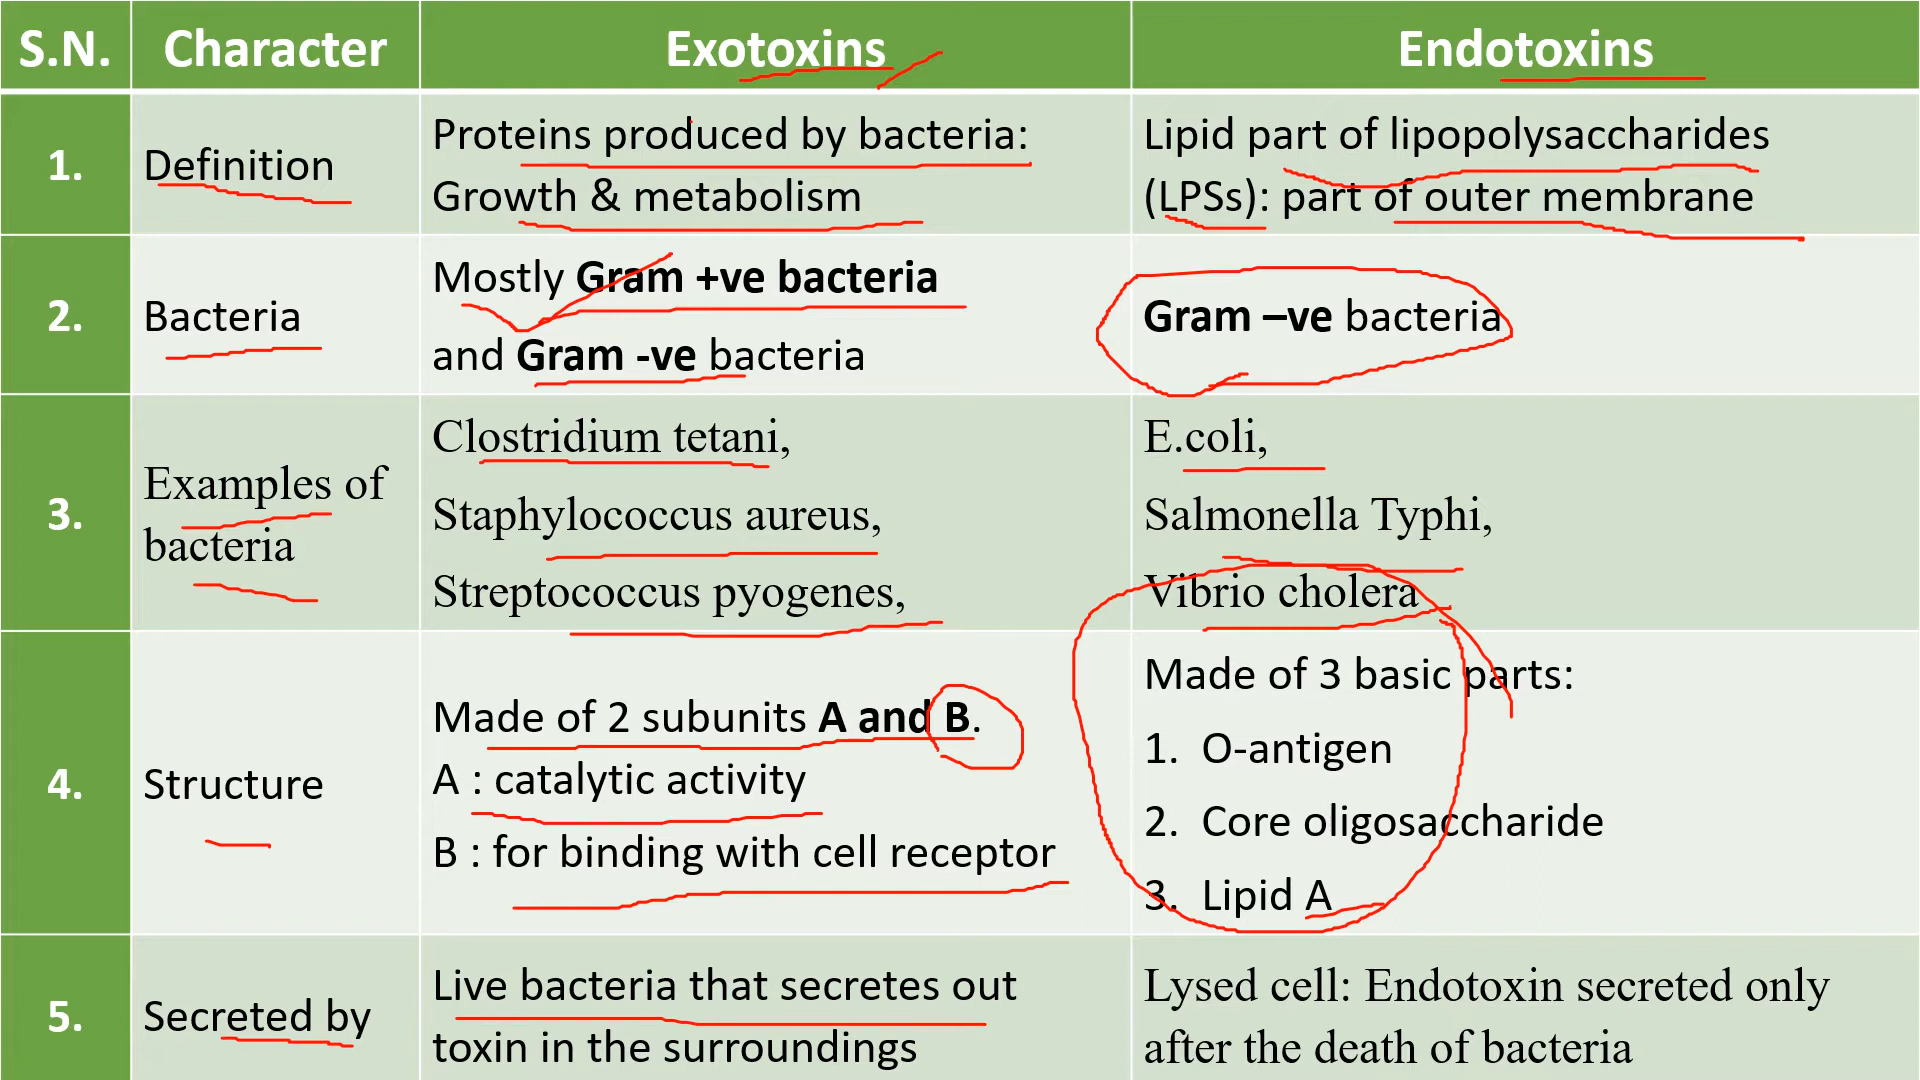 S.N. Character Exotoxins Endotoxins
1. Definition
Proteins produced by bacteria:
Growth & metabolism
Lipid part of lipopolysaccharides
(LPSs): part of outer membrane
2. Bacteria
Mostly Gram +ve bacteria
and Gram -ve bacteria
Gram –ve bacteria
3.
Examples of
bacteria
Clostridium tetani,
Staphylococcus aureus,
Streptococcus pyogenes,
E.coli,
Salmonella Typhi,
Vibrio cholera
4. Structure
Made of 2 subunits A and B.
A : catalytic activity
B : for binding with cell receptor
Made of 3 basic parts:
1. O-antigen
2. Core oligosaccharide
3. Lipid A
5. Secreted by
Live bacteria that secretes out
toxin in the surroundings
Lysed cell: Endotoxin secreted only
after the death of bacteria